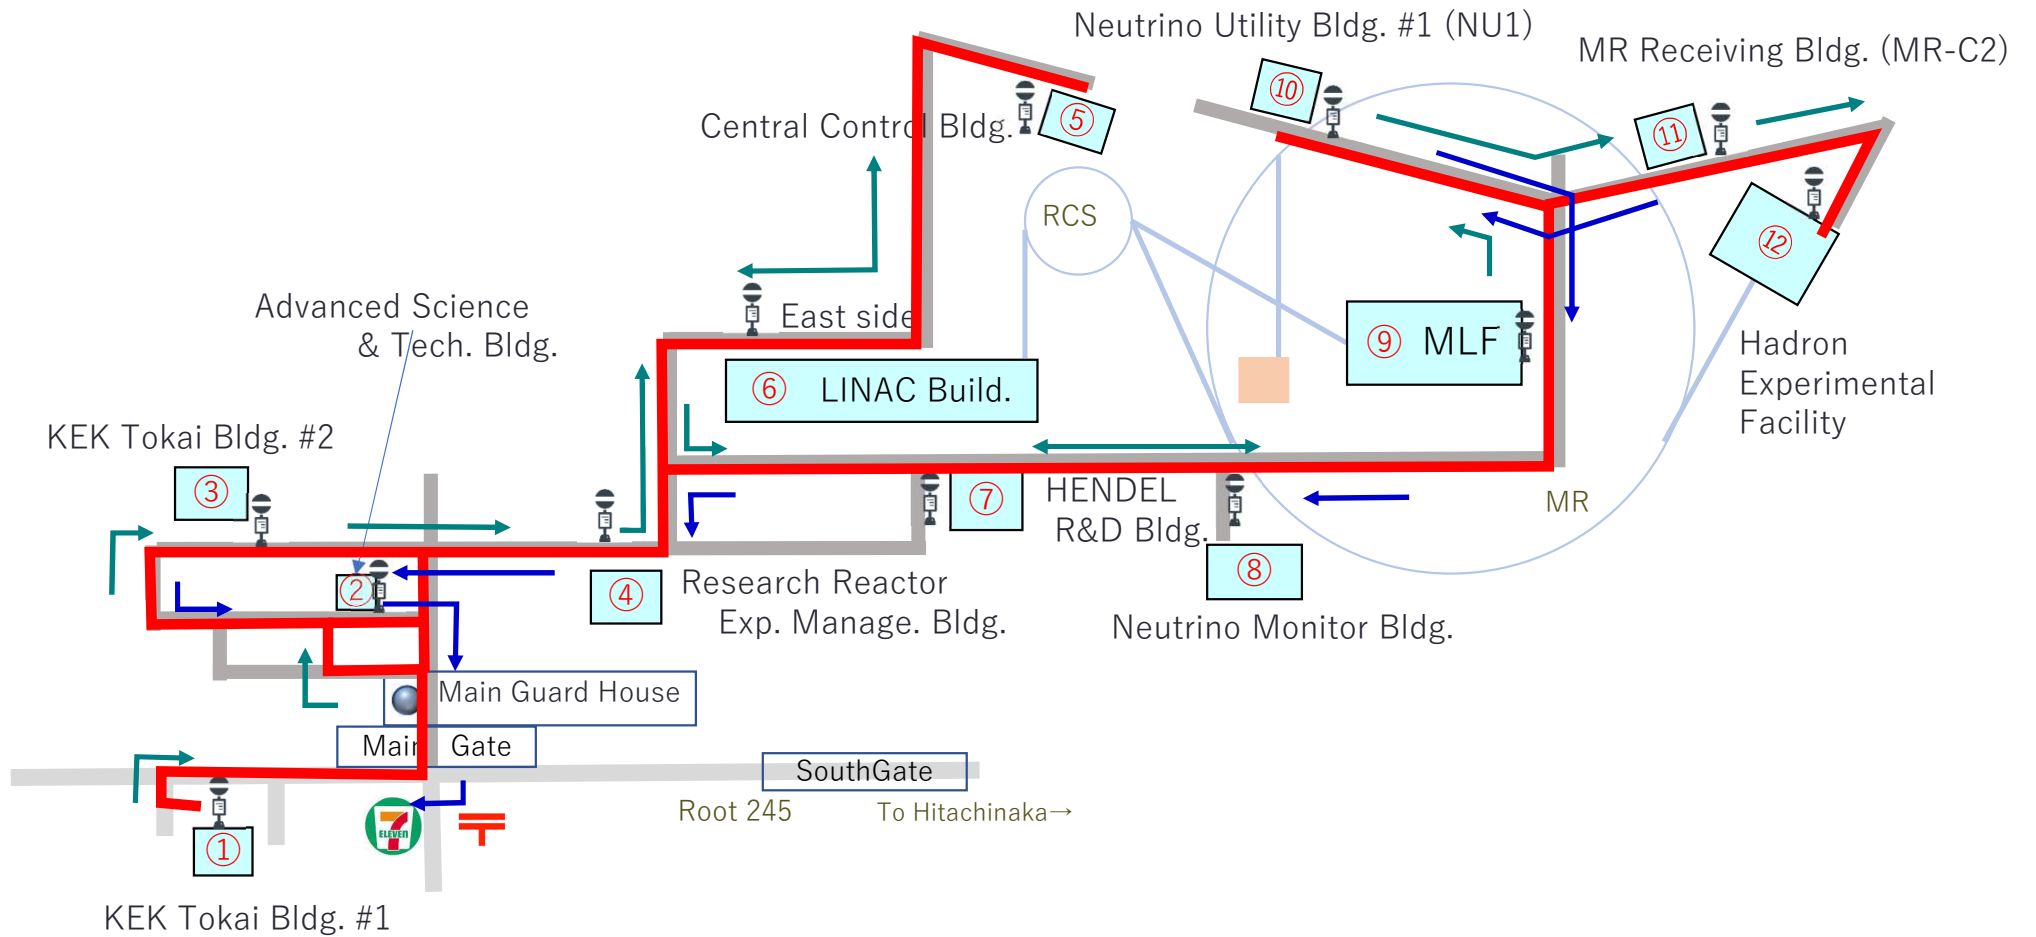 Neutrino Utility Bldg. #1 (NU1)
MR Receiving Bldg. (MR-C2)
⑩
⑤
⑪
Central Control Bldg.
RCS
⑫
Advanced Science
& Tech. Bldg.
East side
⑨ MLF
Hadron
Experimental
Facility
⑥ LINAC Build.
KEK Tokai Bldg. #2
③
⑦
HENDEL
R&D Bldg.
MR
②
④
Research Reactor
Exp. Manage. Bldg.
⑧
Neutrino Monitor Bldg.
Main Guard House
Main Gate
SouthGate
Root 245
To Hitachinaka→
7
ELEVEN
〒
①
KEK Tokai Bldg. #1